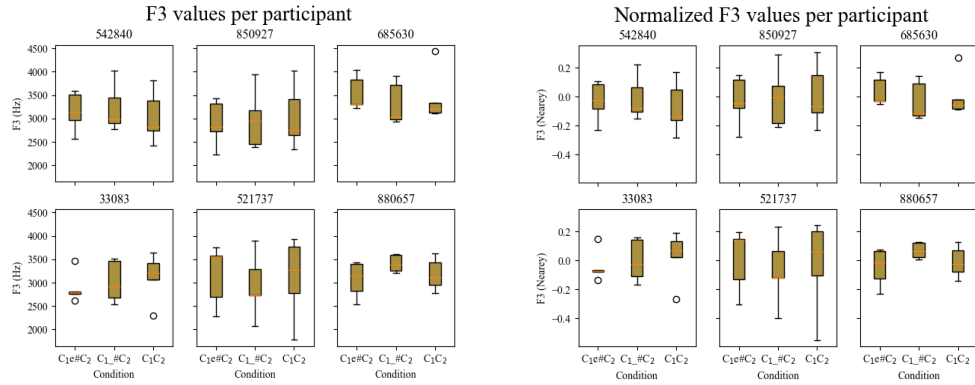 F3 values per participant
542840 850927 685630
4500
4000
3500
3000
2500
2000
F3 (Hz)
33083 521737 880657
4500
4000
3500
3000
2500
2000
F3 (Hz)
C₁e#C₂ C₁_#C₂ C₁C₂ C₁e#C₂ C₁_#C₂ C₁C₂ C₁e#C₂ C₁_#C₂ C₁C₂
Condition Condition Condition
Normalized F3 values per participant
542840 850927 685630
0.2
0.0
−0.2
−0.4
F3 (Nearey)
33083 521737 880657
0.2
0.0
−0.2
−0.4
F3 (Nearey)
C₁e#C₂ C₁_#C₂ C₁C₂ C₁e#C₂ C₁_#C₂ C₁C₂ C₁e#C₂ C₁_#C₂ C₁C₂
Condition Condition Condition